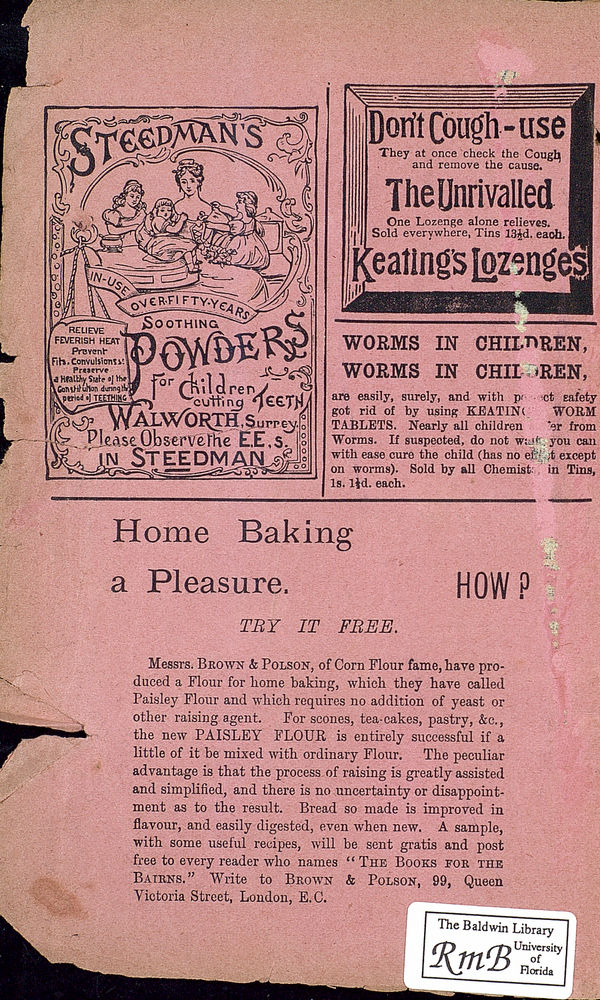 STEEDMAN'S
IN-USE
OVER-FIFTY-YEARS
SOOTHING
POWDERS
RELIEVE
FEVERISH HEAT
Prevent
Fits, Convulsions &c
Preserve
a Healthy State of the
Constitution during the
period of TEETHING
For Children
cutting TEETH
WALWORTH, Surrey.
Please Observe the E.E.s.
IN STEEDMAN
Don't Cough-use
They at once check the Cough
and remove the cause.
The Unrivalled
One Lozenge alone relieves.
Sold everywhere, Tins 13½d. each.
Keating's Lozenges
WORMS IN CHILDREN,
WORMS IN CHILDREN,
are easily, surely, and with safety
got rid of by using KEATING WORM
TABLETS. Nearly all children from
Worms. If suspected, do not wait you can
with ease cure the child (has no effect except
on worms). Sold by all Chemists in Tins,
1s. 1½d. each.
Home Baking
a Pleasure. HOW?
TRY IT FREE.
Messrs. BROWN & POLSON, of Corn Flour fame, have pro-
duced a Flour for home baking, which they have called
Paisley Flour and which requires no addition of yeast or
other raising agent. For scones, tea-cakes, pastry, &c.,
the new PAISLEY FLOUR is entirely successful if a
little of it be mixed with ordinary Flour. The peculiar
advantage is that the process of raising is greatly assisted
and simplified, and there is no uncertainty or disappoint-
ment as to the result. Bread so made is improved in
flavour, and easily digested, even when new. A sample,
with some useful recipes, will be sent gratis and post
free to every reader who names "THE BOOKS FOR THE
BAIRNS." Write to BROWN & POLSON, 99, Queen
Victoria Street, London, E.C.
The Baldwin Library
RmB University
of
Florida